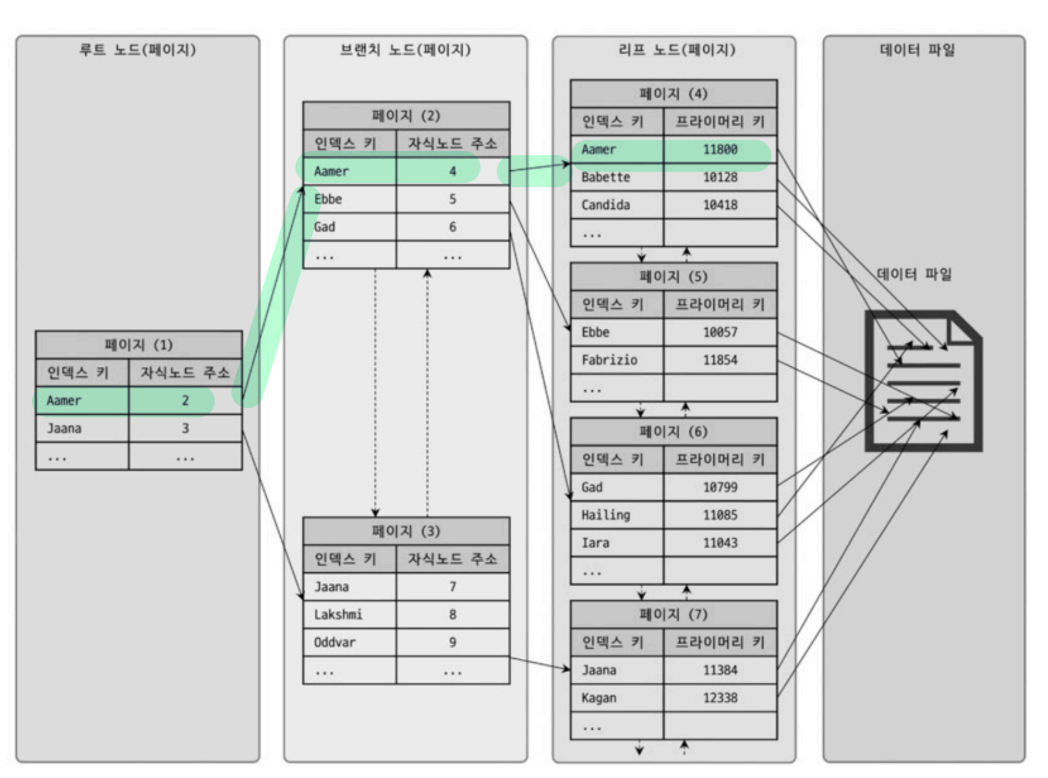 루트 노드(페이지)
페이지 (1)
인덱스 키 자식노드 주소
Aamer 2
Jaana 3
... ...
브랜치 노드(페이지)
페이지 (2)
인덱스 키 자식노드 주소
Aamer 4
Ebbe 5
Gad 6
... ...
페이지 (3)
인덱스 키 자식노드 주소
Jaana 7
Lakshmi 8
Oddvar 9
... ...
리프 노드(페이지)
페이지 (4)
인덱스 키 프라이머리 키
Aamer 11800
Babette 10128
Candida 10418
...
페이지 (5)
인덱스 키 프라이머리 키
Ebbe 10057
Fabrizio 11854
...
페이지 (6)
인덱스 키 프라이머리 키
Gad 10799
Hailing 11085
Iara 11043
...
페이지 (7)
인덱스 키 프라이머리 키
Jaana 11384
Kagan 12338
...
데이터 파일
데이터 파일